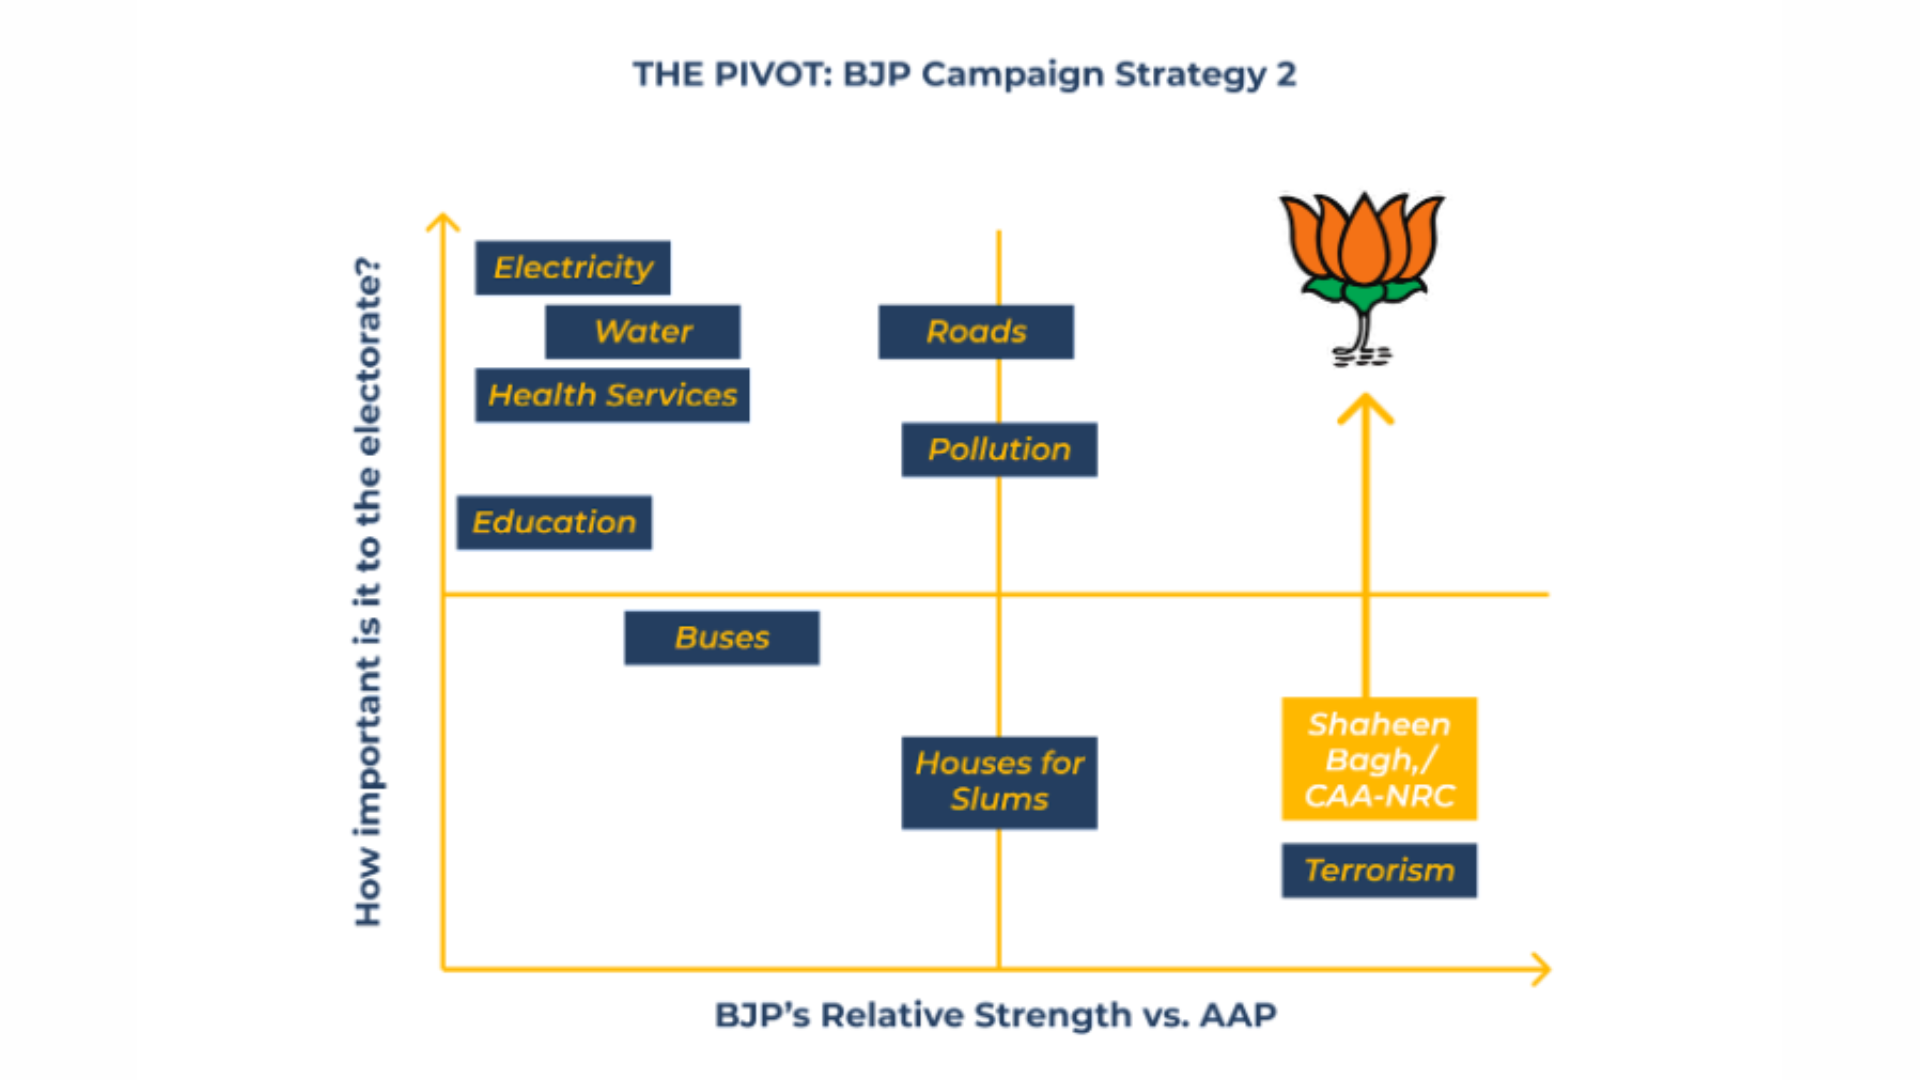 THE PIVOT: BJP Campaign Strategy 2
How important is it to the electorate?
Electricity
Water
Roads
Health Services
Pollution
Education
Buses
Shaheen
Bagh,/
CAA-NRC
Houses for
Slums
Terrorism
BJP's Relative Strength vs. AAP